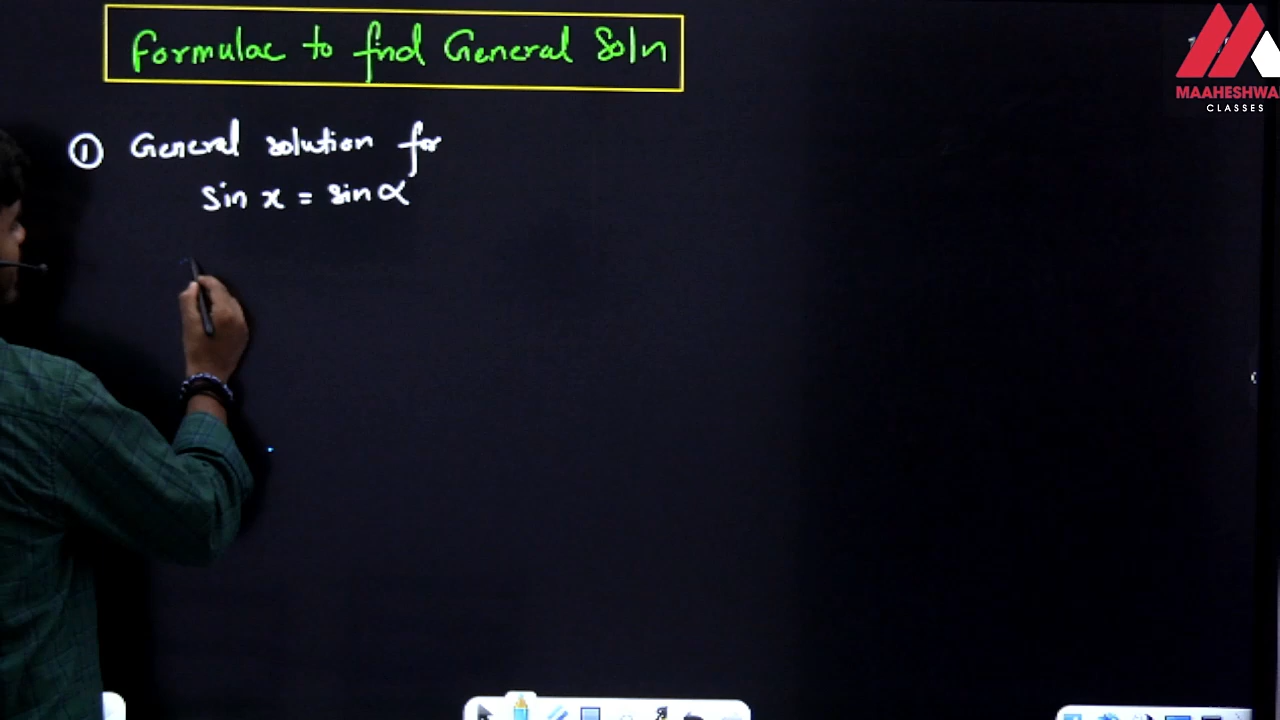 Formulae to find General Soln
① General solution for
sin x = sin α
MAAHESHWA
CLASSES